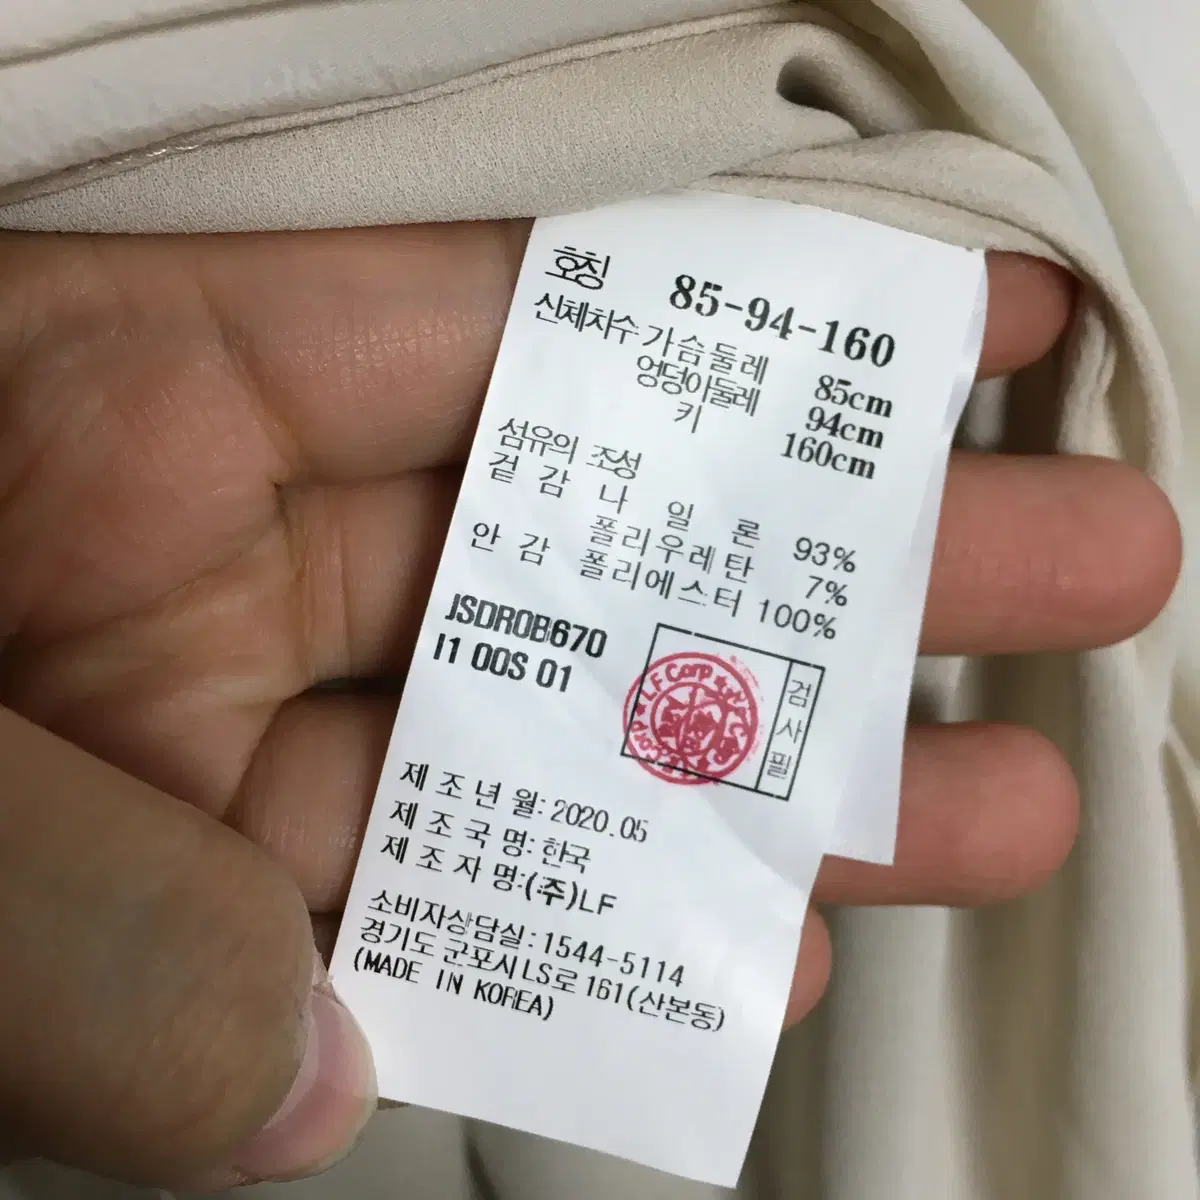 호칭 85-94-160
신체치수 가슴둘레 85cm
엉덩이둘레 94cm
키 160cm
섬유의 조성
겉 감 나 일 론 93%
폴리우레탄 7%
안 감 폴리에스터 100%
JSDR0B670
I1 00S 01
LF Corp
검사필
제 조 년 월: 2020.05
제 조 국 명: 한국
제 조 자 명:(주)LF
소비자상담실:1544-5114
경기도 군포시LS로 161(산본동)
(MADE IN KOREA)